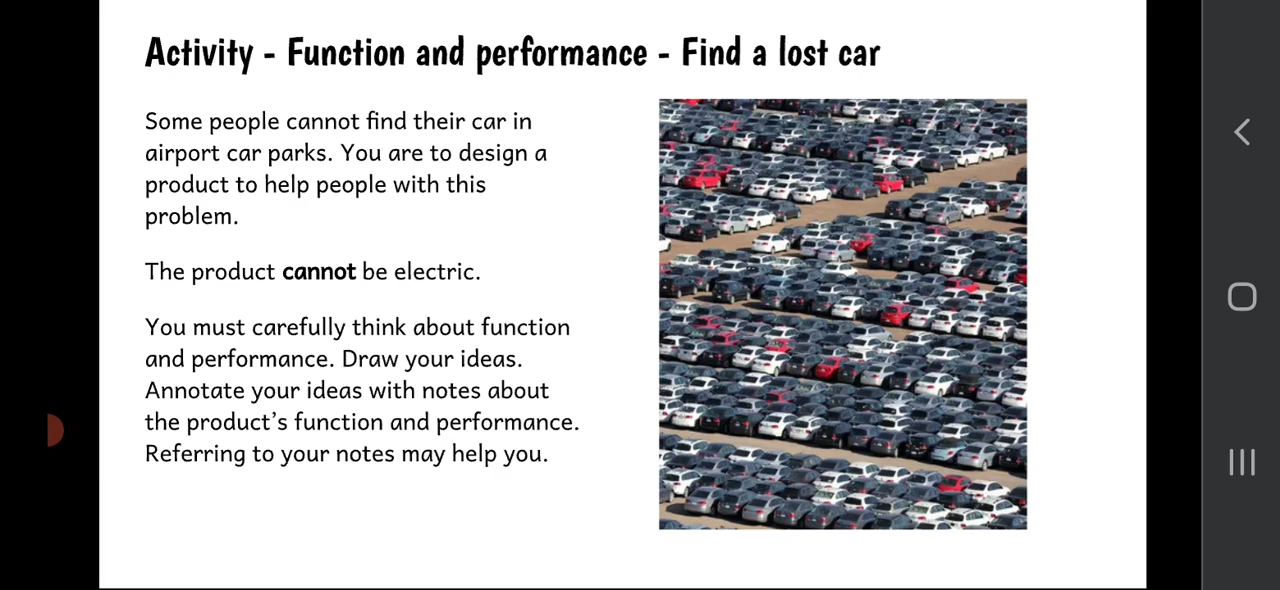 Activity - Function and performance - Find a lost car
Some people cannot find their car in
airport car parks. You are to design a
product to help people with this
problem.
The product cannot be electric.
You must carefully think about function
and performance. Draw your ideas.
Annotate your ideas with notes about
the product’s function and performance.
Referring to your notes may help you.